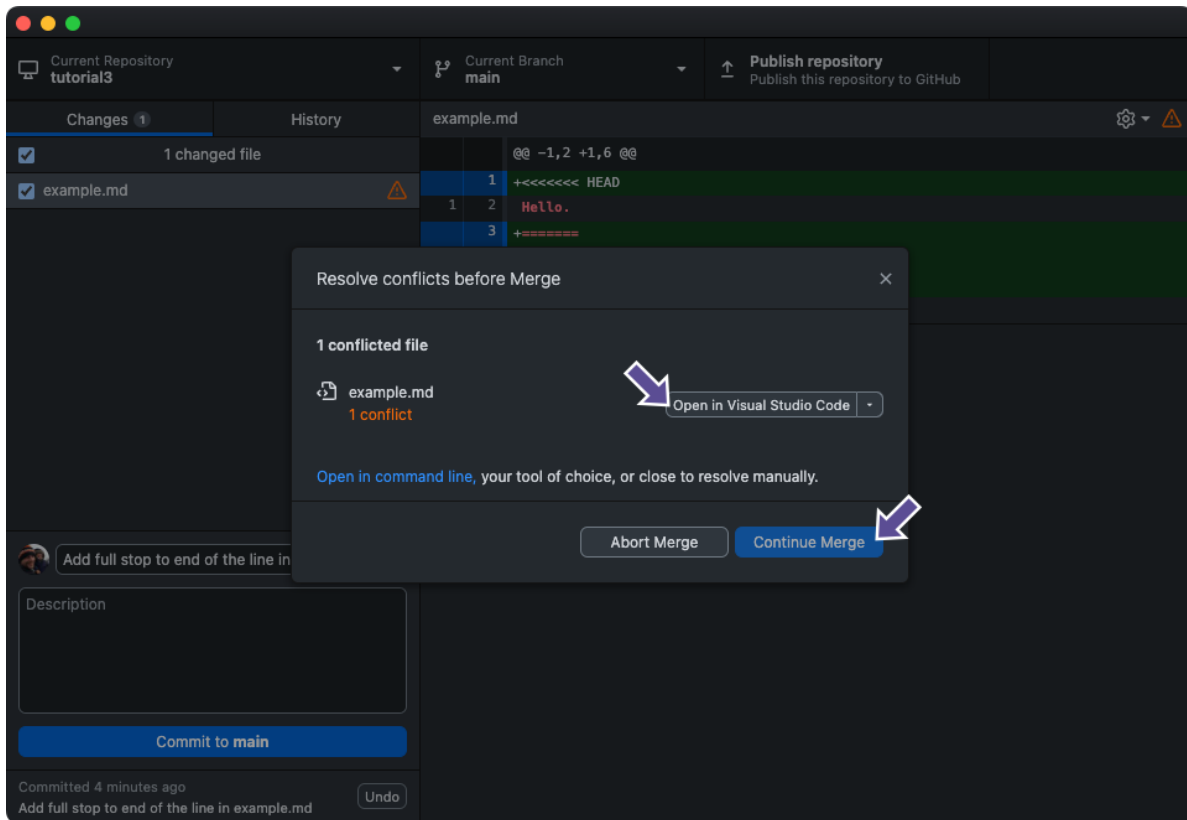 Current Repository
tutorial3
Current Branch
main
Publish repository
Publish this repository to GitHub
Changes 1
History
example.md
1 changed file
@@ -1,2 +1,6 @@
example.md
1 +<<<<<<< HEAD
1 2 Hello.
3 +=======
Resolve conflicts before Merge
1 conflicted file
example.md
1 conflict
Open in Visual Studio Code
Open in command line, your tool of choice, or close to resolve manually.
Abort Merge
Continue Merge
Add full stop to end of the line in
Description
Commit to main
Committed 4 minutes ago
Add full stop to end of the line in example.md
Undo